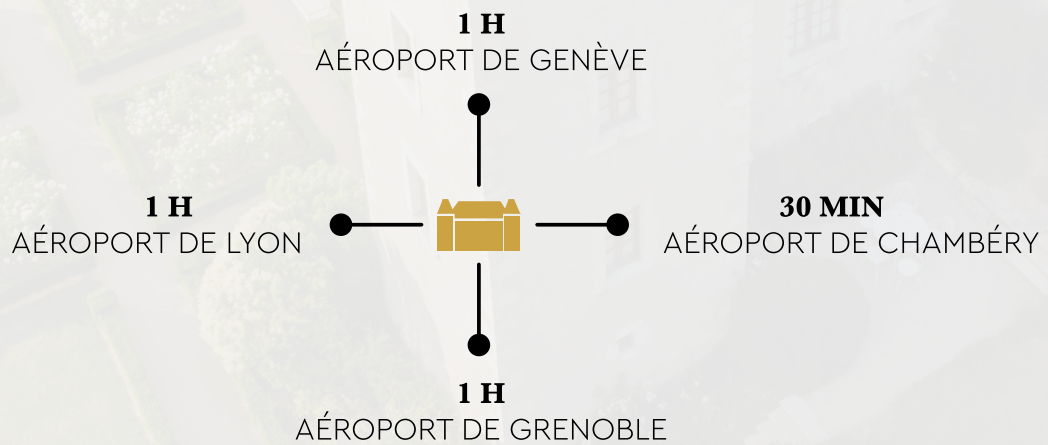 1 H
AÉROPORT DE GENÈVE
1 H
AÉROPORT DE LYON
30 MIN
AÉROPORT DE CHAMBÉRY
1 H
AÉROPORT DE GRENOBLE